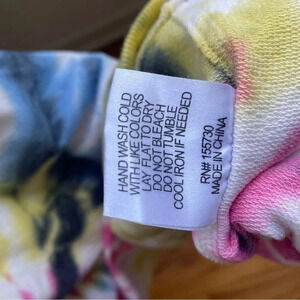 HAND WASH COLD
WITH LIKE COLORS
LAY FLAT TO DRY
DO NOT BLEACH
DO NOT TUMBLE
COOL IRON IF NEEDED
RN# 155730
MADE IN CHINA